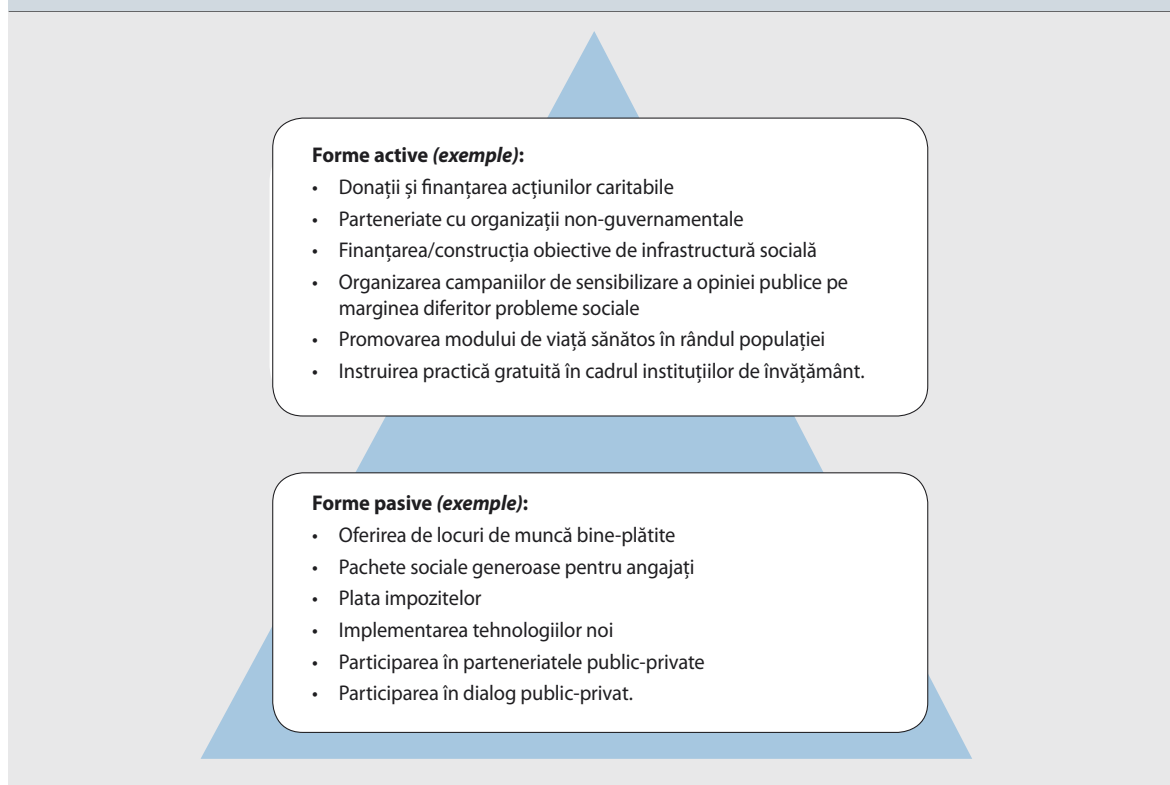 Forme active (exemple):
• Donații și finanțarea acțiunilor caritabile
• Parteneriate cu organizații non-guvernamentale
• Finanțarea/construcția obiective de infrastructură socială
• Organizarea campaniilor de sensibilizare a opiniei publice pe
marginea diferitor probleme sociale
• Promovarea modului de viață sănătos în rândul populației
• Instruirea practică gratuită în cadrul instituțiilor de învățământ.
Forme pasive (exemple):
• Oferirea de locuri de muncă bine-plătite
• Pachete sociale generoase pentru angajați
• Plata impozitelor
• Implementarea tehnologiilor noi
• Participarea în parteneriatele public-private
• Participarea în dialog public-privat.